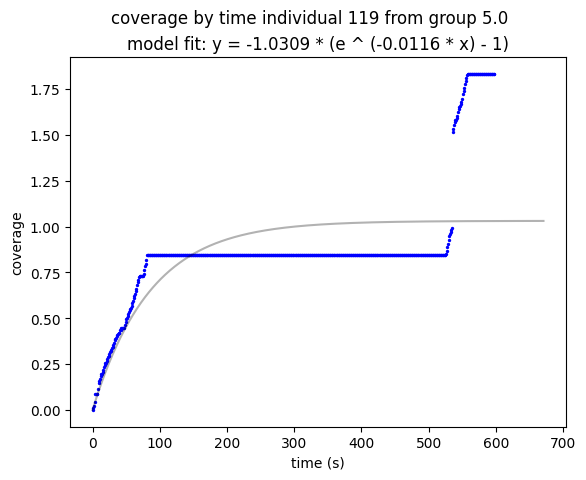 coverage by time individual 119 from group 5.0
model fit: y = -1.0309 * (e ^ (-0.0116 * x) - 1)
1.75
1.50
1.25
1.00
0.75
0.50
0.25
0.00
coverage
0 100 200 300 400 500 600 700
time (s)